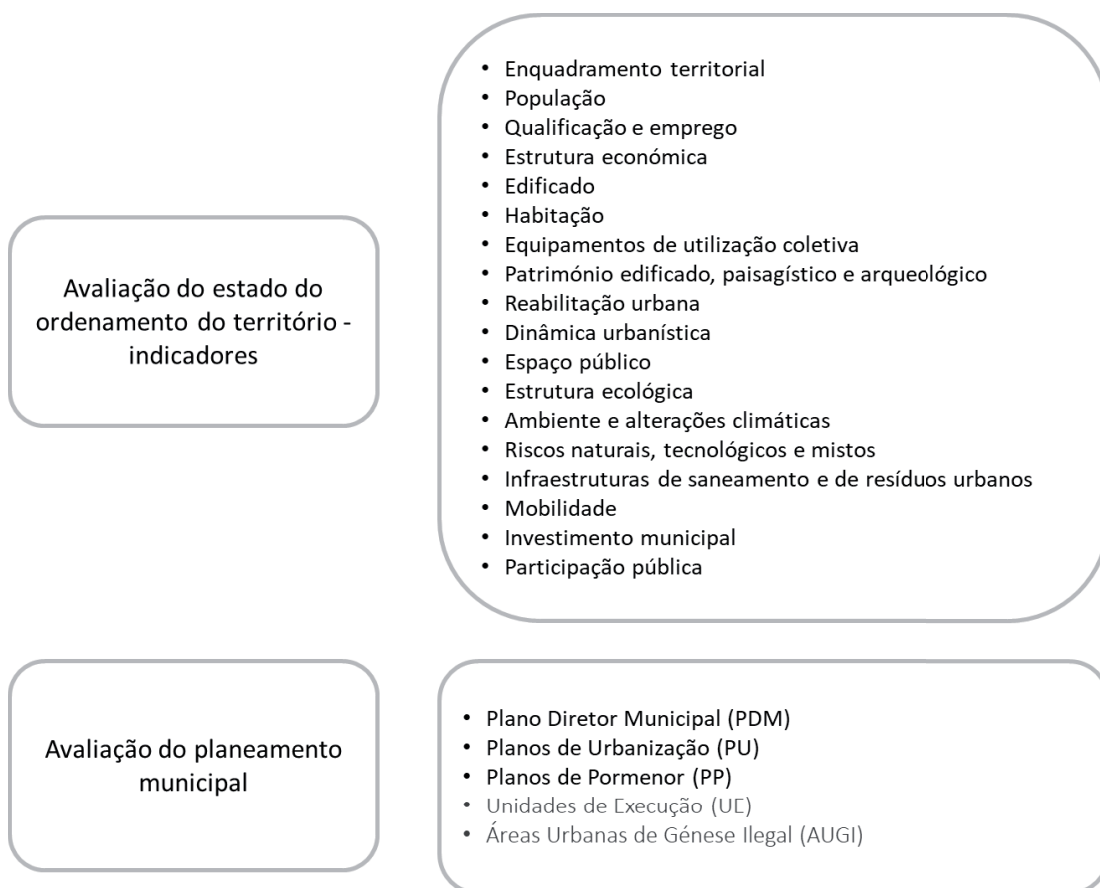 Avaliação do estado do
ordenamento do território -
indicadores
• Enquadramento territorial
• População
• Qualificação e emprego
• Estrutura económica
• Edificado
• Habitação
• Equipamentos de utilização coletiva
• Património edificado, paisagístico e arqueológico
• Reabilitação urbana
• Dinâmica urbanística
• Espaço público
• Estrutura ecológica
• Ambiente e alterações climáticas
• Riscos naturais, tecnológicos e mistos
• Infraestruturas de saneamento e de resíduos urbanos
• Mobilidade
• Investimento municipal
• Participação pública
Avaliação do planeamento
municipal
• Plano Diretor Municipal (PDM)
• Planos de Urbanização (PU)
• Planos de Pormenor (PP)
• Unidades de Execução (UE)
• Áreas Urbanas de Génese Ilegal (AUGI)